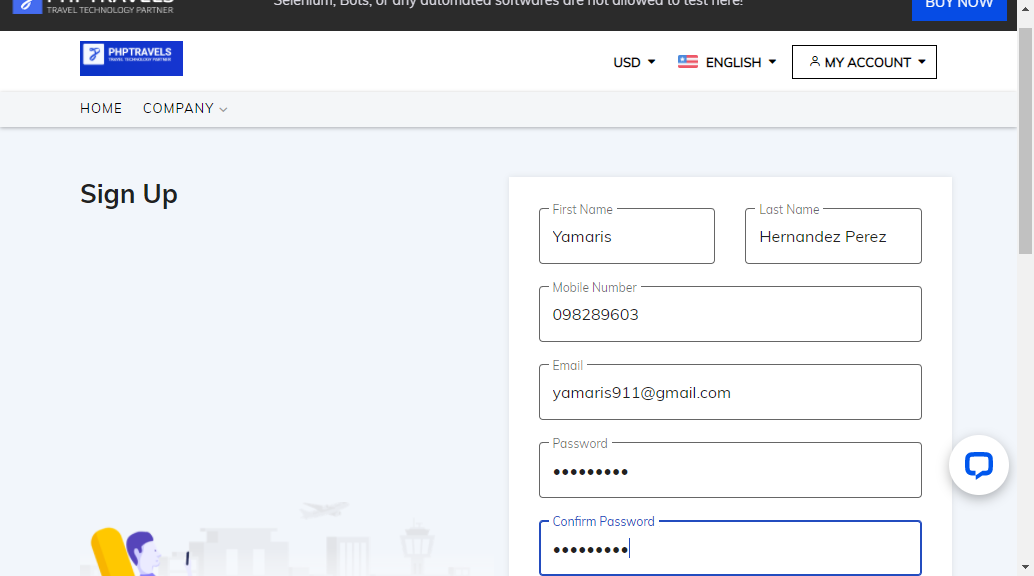 PHPTRAVELS
TRAVEL TECHNOLOGY PARTNER
Selenium, Bots, or any automated softwares are not allowed to test here!
BUY NOW
PHPTRAVELS
TRAVEL TECHNOLOGY PARTNER
USD
ENGLISH
MY ACCOUNT
HOME
COMPANY
Sign Up
First Name
Last Name
Yamaris
Hernandez Perez
Mobile Number
098289603
Email
yamaris911@gmail.com
Password
•••••••••
Confirm Password
•••••••••